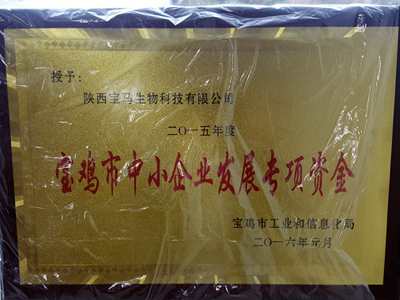 授予：
陕西宝马生物科技有限公司
二〇一五年度
宝鸡市中小企业发展专项资金
宝鸡市工业和信息化局
二〇一六年元月